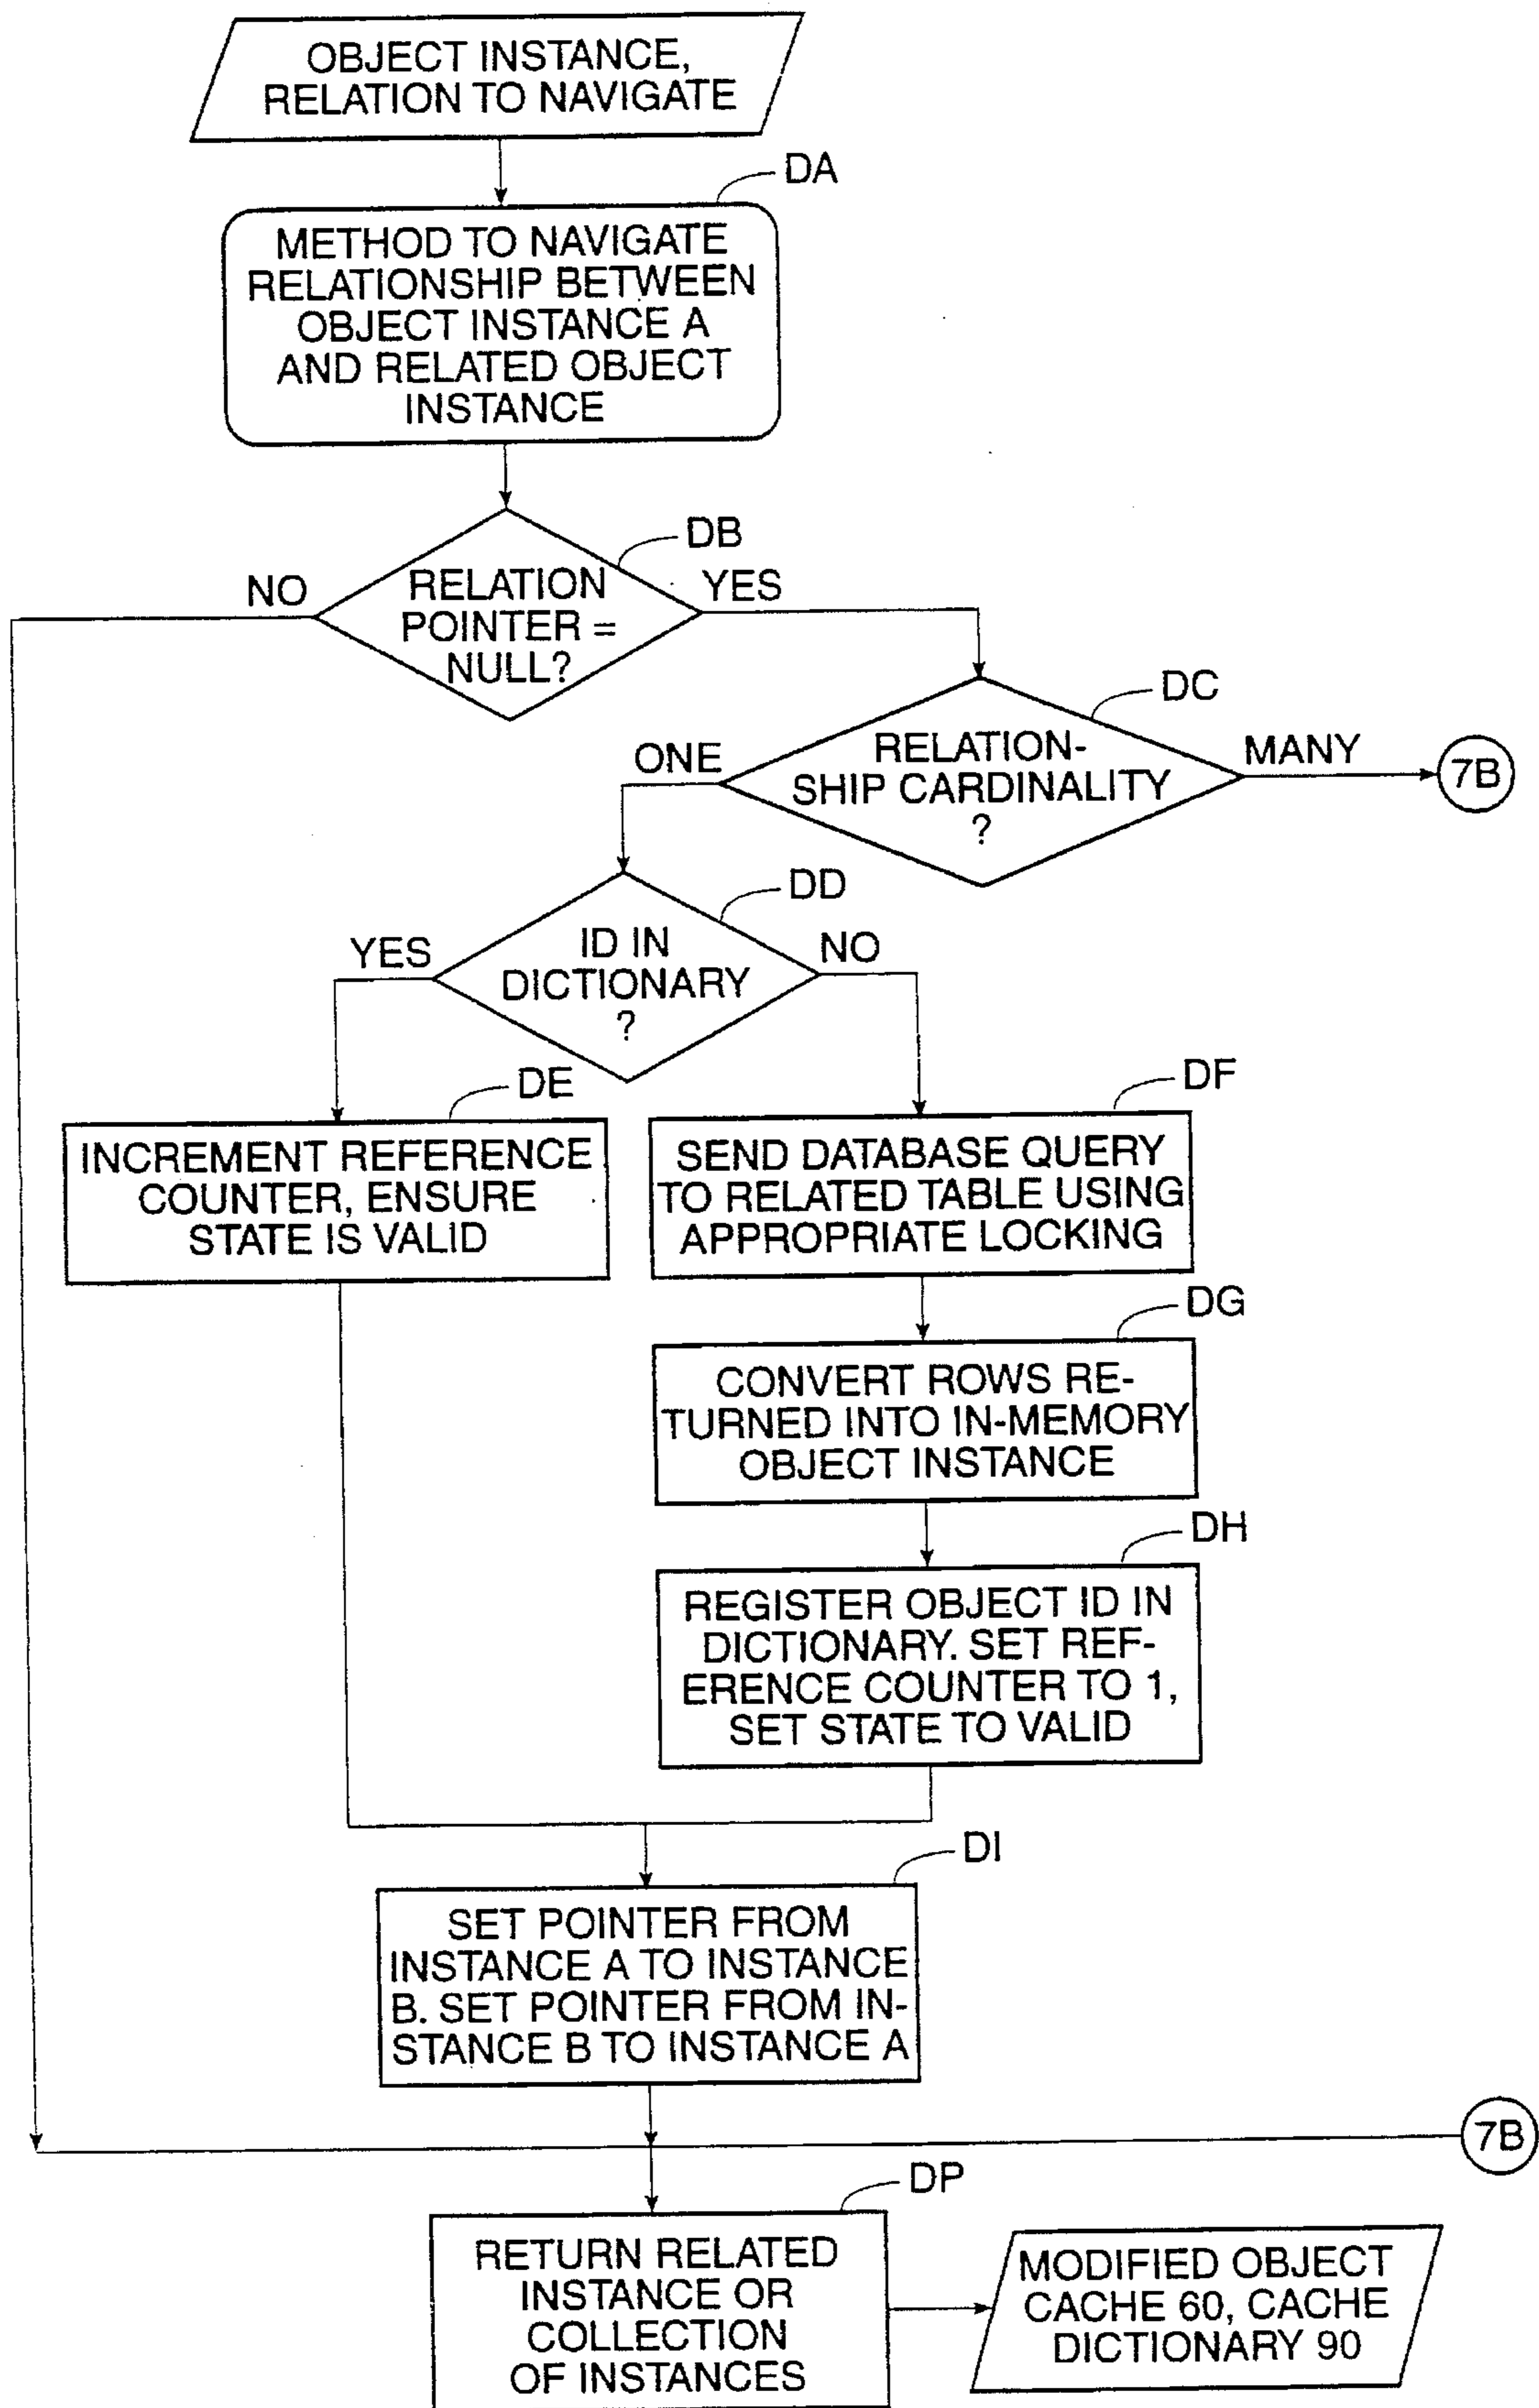 OBJECT INSTANCE,
RELATION TO NAVIGATE
DA
METHOD TO NAVIGATE
RELATIONSHIP BETWEEN
OBJECT INSTANCE A
AND RELATED OBJECT
INSTANCE
DB
NO
RELATION
POINTER =
NULL?
YES
DC
ONE
RELATION-
SHIP CARDINALITY
?
MANY
7B
DD
YES
ID IN
DICTIONARY
?
NO
DE
INCREMENT REFERENCE
COUNTER, ENSURE
STATE IS VALID
DF
SEND DATABASE QUERY
TO RELATED TABLE USING
APPROPRIATE LOCKING
DG
CONVERT ROWS RE-
TURNED INTO IN-MEMORY
OBJECT INSTANCE
DH
REGISTER OBJECT ID IN
DICTIONARY. SET REF-
ERENCE COUNTER TO 1,
SET STATE TO VALID
DI
SET POINTER FROM
INSTANCE A TO INSTANCE
B. SET POINTER FROM IN-
STANCE B TO INSTANCE A
7B
DP
RETURN RELATED
INSTANCE OR
COLLECTION
OF INSTANCES
MODIFIED OBJECT
CACHE 60, CACHE
DICTIONARY 90